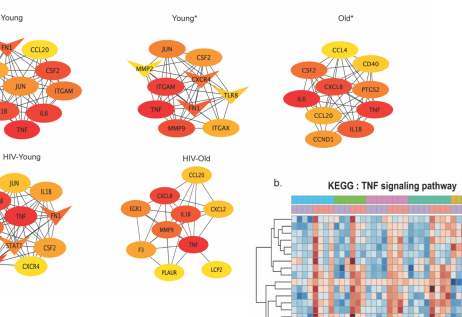 Young
FN1
CCL20
CSF2
JUN
ITGAM
IL6
TNF
Young*
JUN
CSF2
MMP2
CXCR4
ITGAM
TLR8
TNF
FN1
MMP9
ITGAX
Old*
CCL4
CSF2
CD40
CXCL8
PTGS2
IL6
TNF
CCL20
IL1B
CCND1
HIV-Young
JUN
IL1B
TNF
FN1
STAT1
CSF2
CXCR4
HIV-Old
CCL20
CXCL8
EGR1
IL1B
CXCL2
MMP9
F3
TNF
PLAUR
LCP2
b.
KEGG : TNF signaling pathway